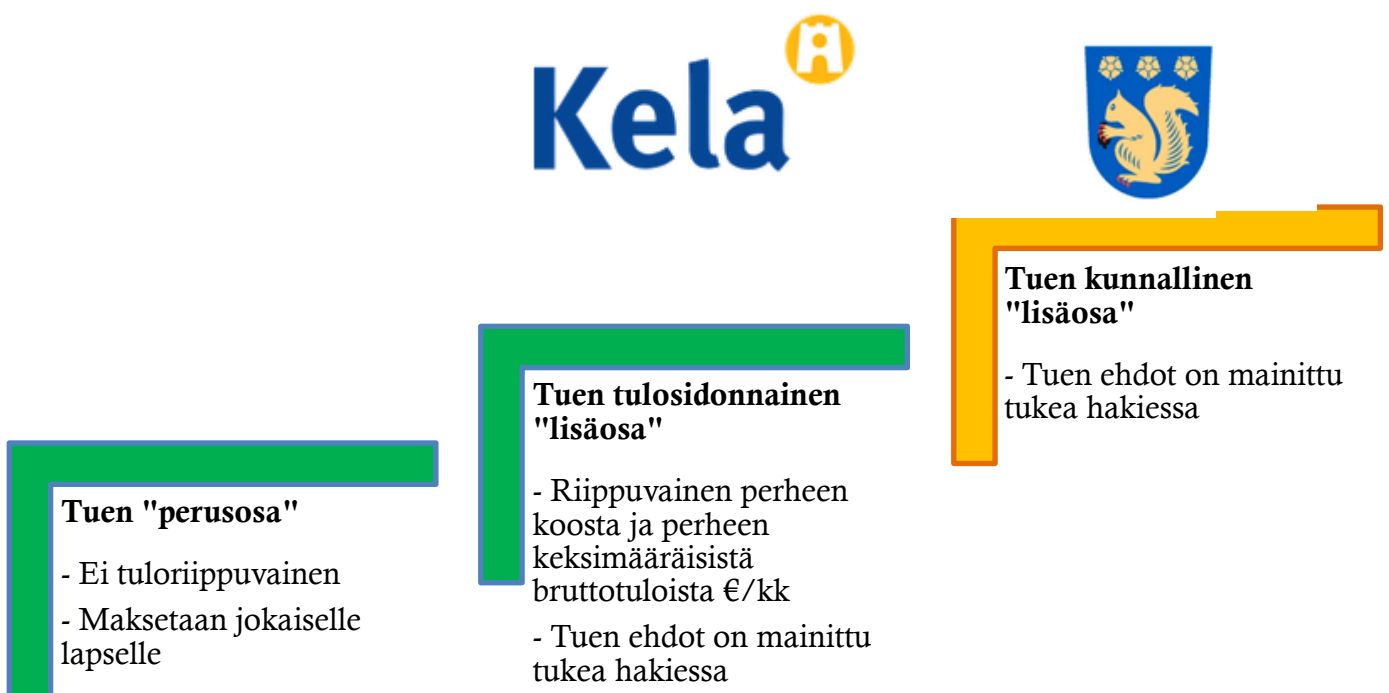 Kela
Tuen kunnallinen
"lisäosa"
- Tuen ehdot on mainittu
tukea hakiessa
Tuen tulosidonnainen
"lisäosa"
- Riippuvainen perheen
koosta ja perheen
keksimääräisistä
bruttotuloista €/kk
- Tuen ehdot on mainittu
tukea hakiessa
Tuen "perusosa"
- Ei tuloriippuvainen
- Maksetaan jokaiselle
lapselle